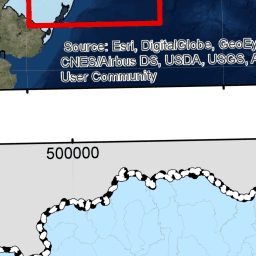 Source: Esri, DigitalGlobe, GeoEy
CNES/Airbus DS, USDA, USGS, A
User Community
500000